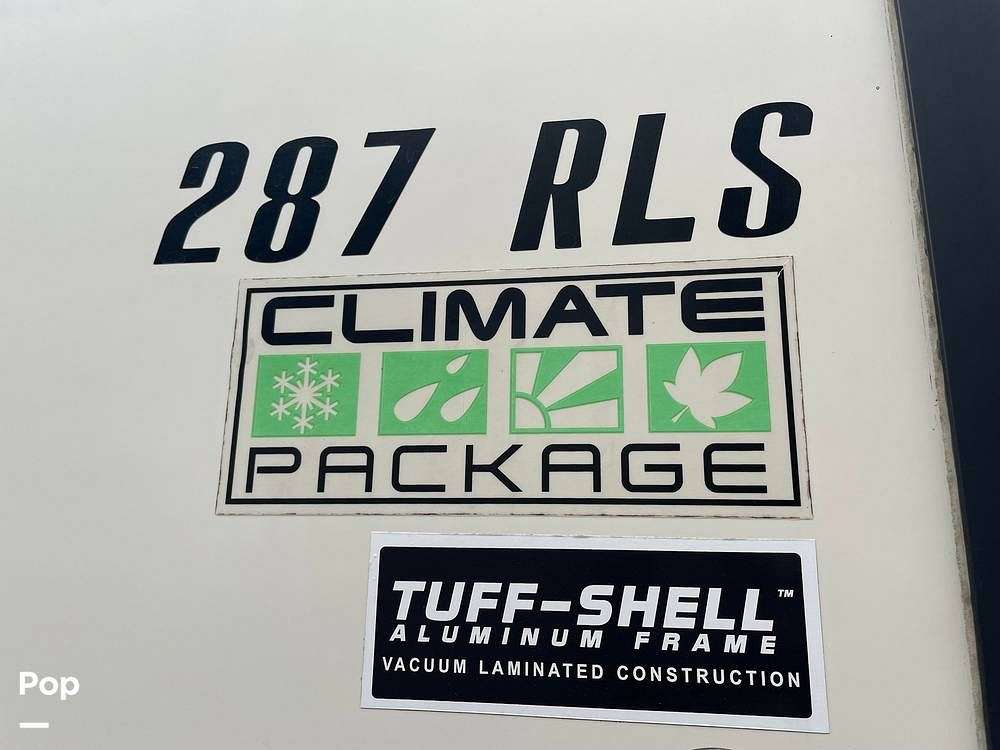 287 RLS
CLIMATE
PACKAGE
TUFF-SHELL™
ALUMINUM FRAME
VACUUM LAMINATED CONSTRUCTION
Pop